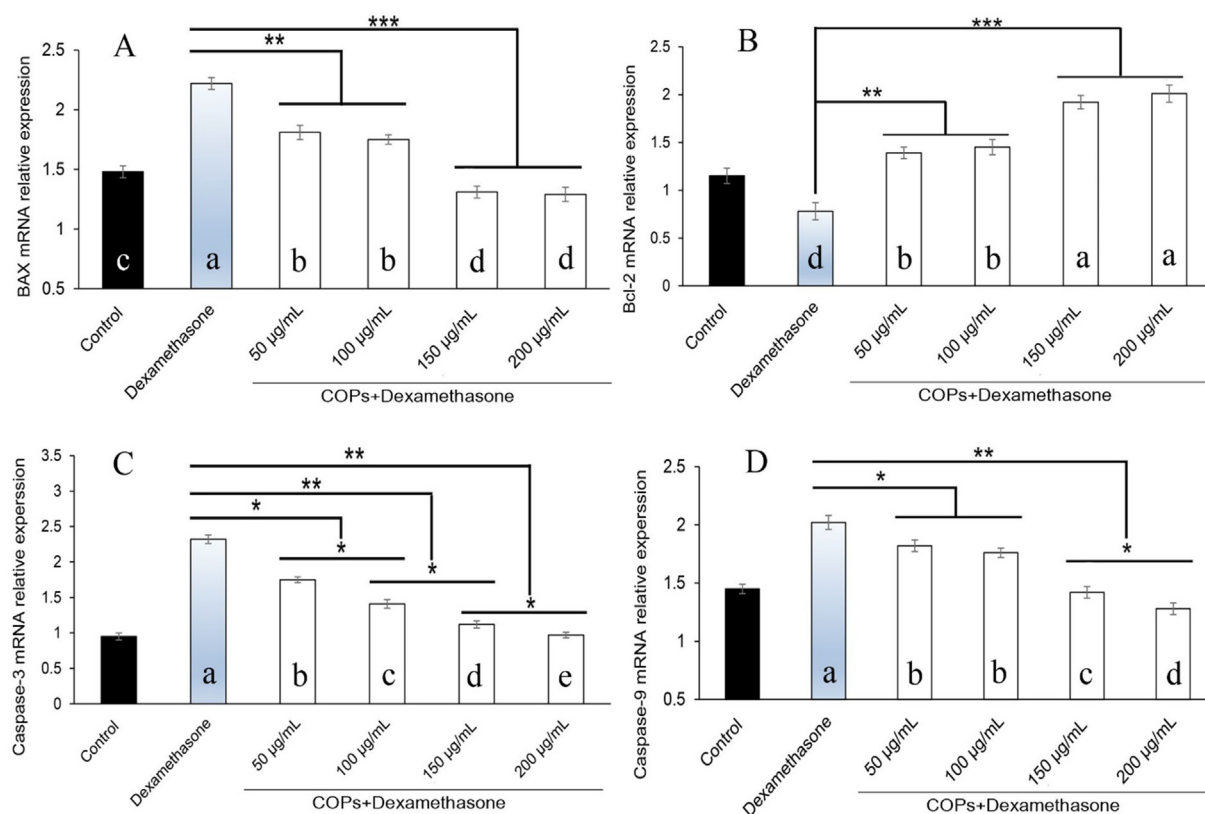 A
BAX mRNA relative expression
2.5
2
1.5
1
0.5
***
**
c
a
b
b
d
d
Control
Dexamethasone
50 µg/mL
100 µg/mL
150 µg/mL
200 µg/mL
COPs+Dexamethasone
B
Bcl-2 mRNA relative expression
2.5
2
1.5
1
0.5
0
***
**
d
b
b
a
a
Control
Dexamethasone
50 µg/mL
100 µg/mL
150 µg/mL
200 µg/mL
COPs+Dexamethasone
C
Caspase-3 mRNA relative experssion
3.5
3
2.5
2
1.5
1
0.5
0
**
**
*
*
*
*
a
b
c
d
e
Control
Dexamethasone
50 µg/mL
100 µg/mL
150 µg/mL
200 µg/mL
COPs+Dexamethasone
D
Caspase-9 mRNA relative exprerssion
2.5
2
1.5
1
0.5
**
*
*
a
b
b
c
d
Control
Dexamethasone
50 µg/mL
100 µg/mL
150 µg/mL
200 µg/mL
COPs+Dexamethasone